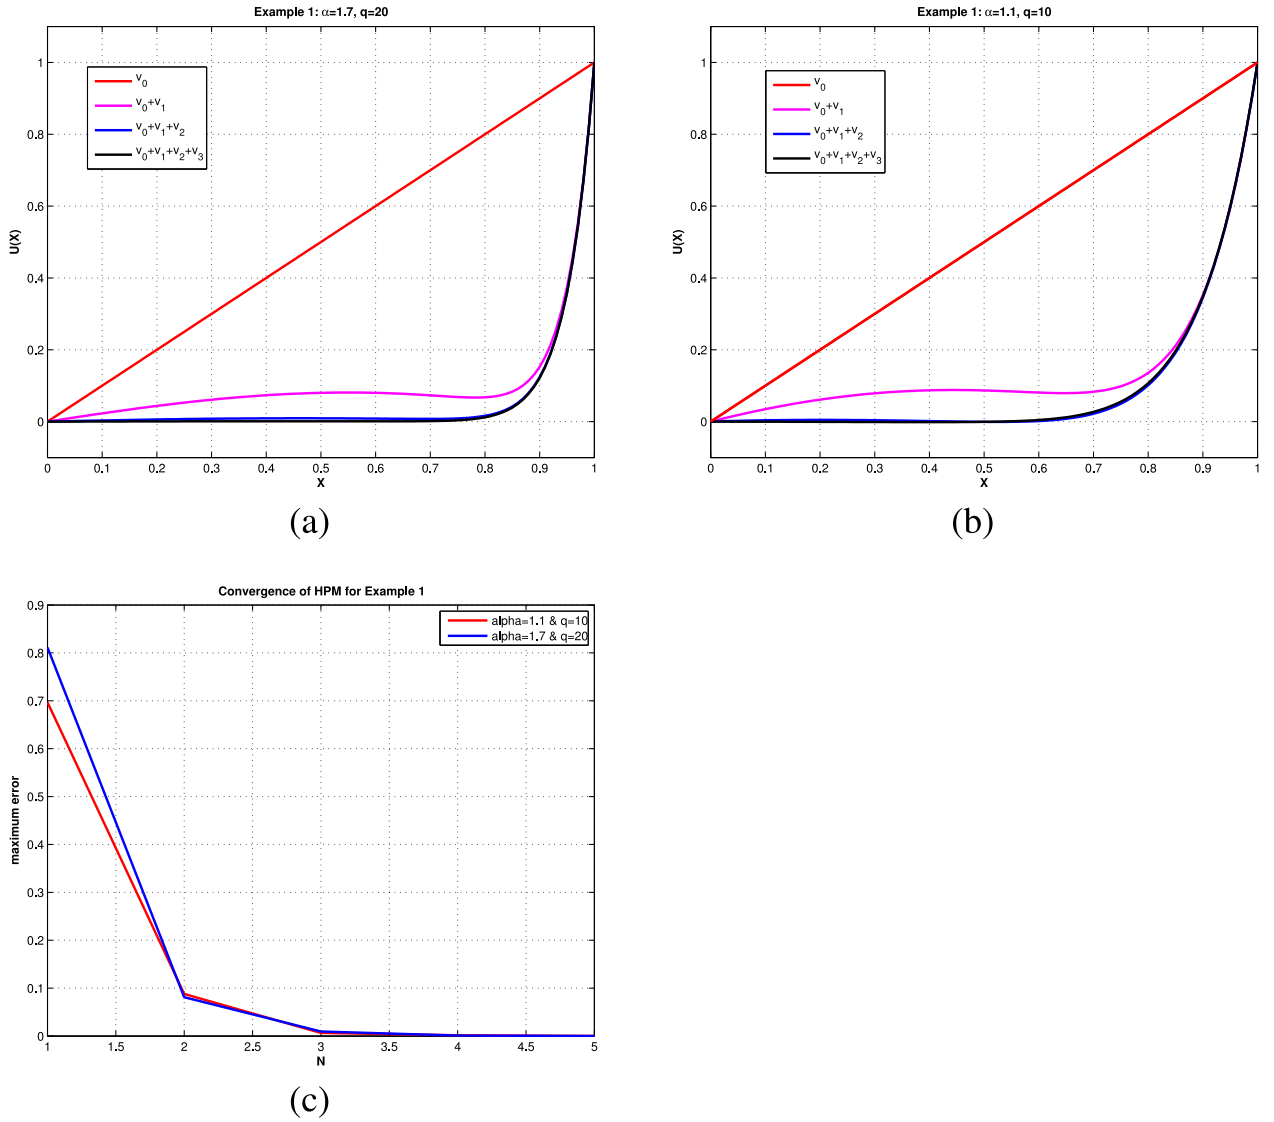 Example 1: α=1.7, q=20
U(X)
1
0.8
0.6
0.4
0.2
0
v0
v0+v1
v0+v1+v2
v0+v1+v2+v3
0 0.1 0.2 0.3 0.4 0.5 0.6 0.7 0.8 0.9 1
X
(a)
Example 1: α=1.1, q=10
U(X)
1
0.8
0.6
0.4
0.2
0
v0
v0+v1
v0+v1+v2
v0+v1+v2+v3
0 0.1 0.2 0.3 0.4 0.5 0.6 0.7 0.8 0.9 1
X
(b)
Convergence of HPM for Example 1
maximum error
0.9
0.8
0.7
0.6
0.5
0.4
0.3
0.2
0.1
0
alpha=1.1 & q=10
alpha=1.7 & q=20
1 1.5 2 2.5 3 3.5 4 4.5 5
N
(c)